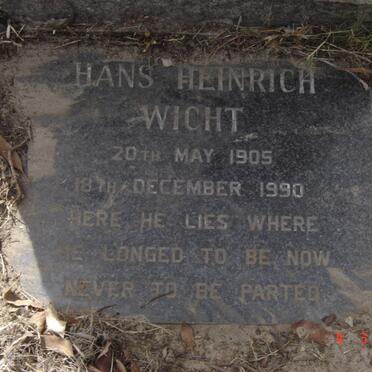 HANS HEINRICH
WICHT
20TH MAY 1905
18TH DECEMBER 1990
HERE HE LIES WHERE
HE LONGED TO BE NOW
NEVER TO BE PARTED